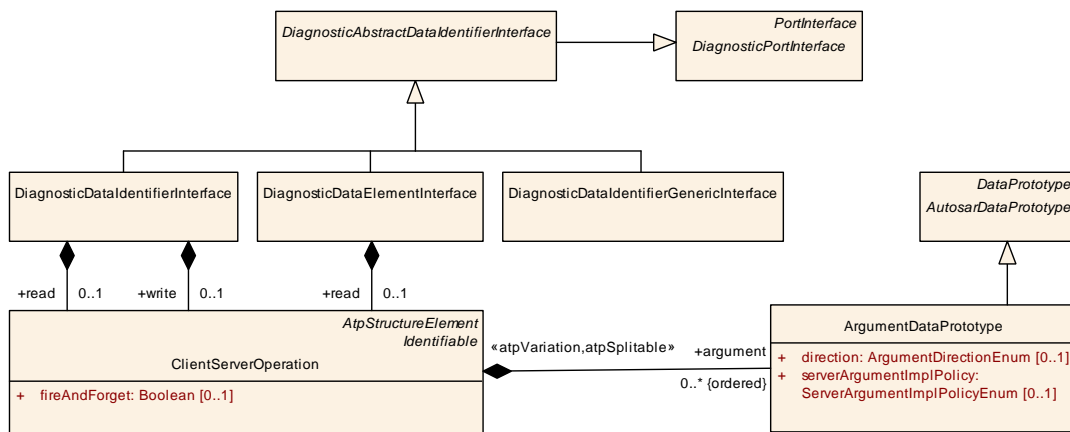 DiagnosticAbstractDataIdentifierInterface
PortInterface
DiagnosticPortInterface
DiagnosticDataIdentifierInterface
DiagnosticDataElementInterface
DiagnosticDataIdentifierGenericInterface
DataPrototype
AutosarDataPrototype
+read 0..1
+write 0..1
+read 0..1
AtpStructureElement
Identifiable
ClientServerOperation
+ fireAndForget: Boolean [0..1]
«atpVariation,atpSplitable»
+argument
0..* {ordered}
ArgumentDataPrototype
+ direction: ArgumentDirectionEnum [0..1]
+ serverArgumentImplPolicy:
ServerArgumentImplPolicyEnum [0..1]